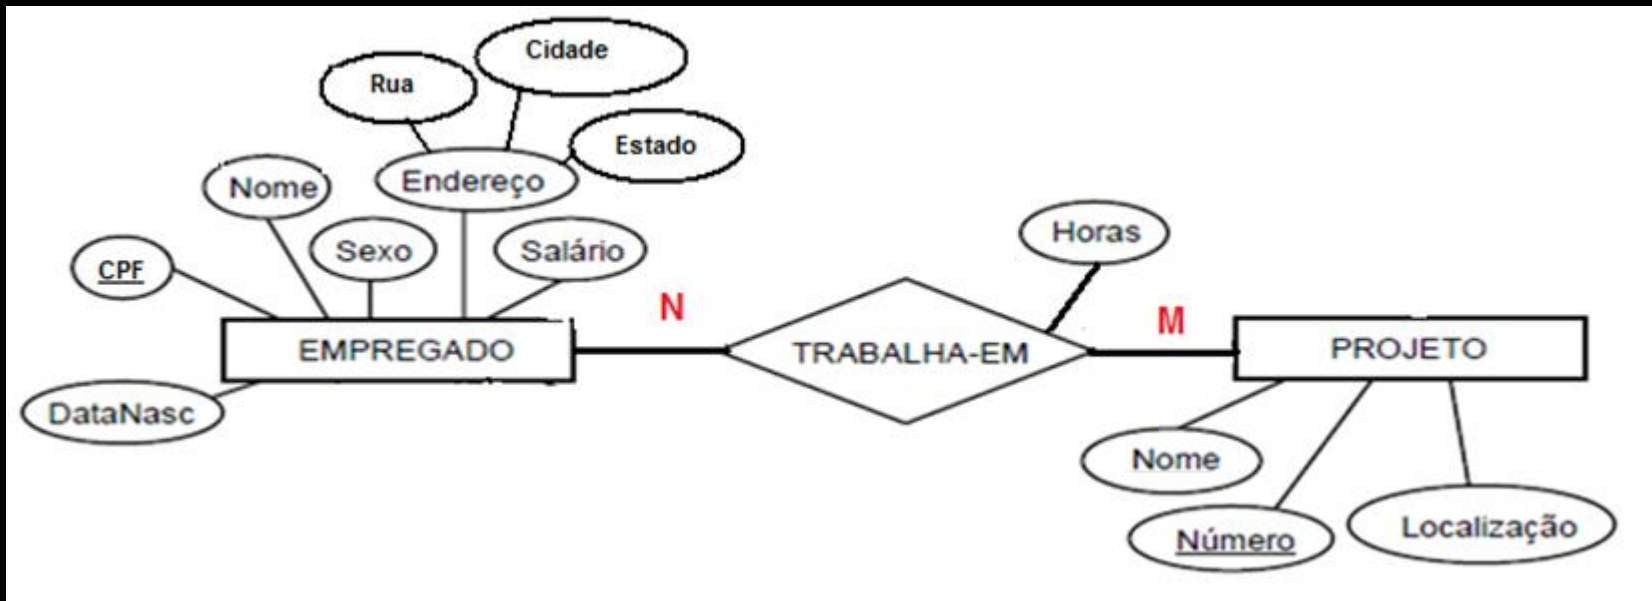 Cidade
Rua
Estado
Nome
Endereço
Sexo
Salário
CPF
Horas
N
M
EMPREGADO
TRABALHA-EM
PROJETO
DataNasc
Nome
Número
Localização